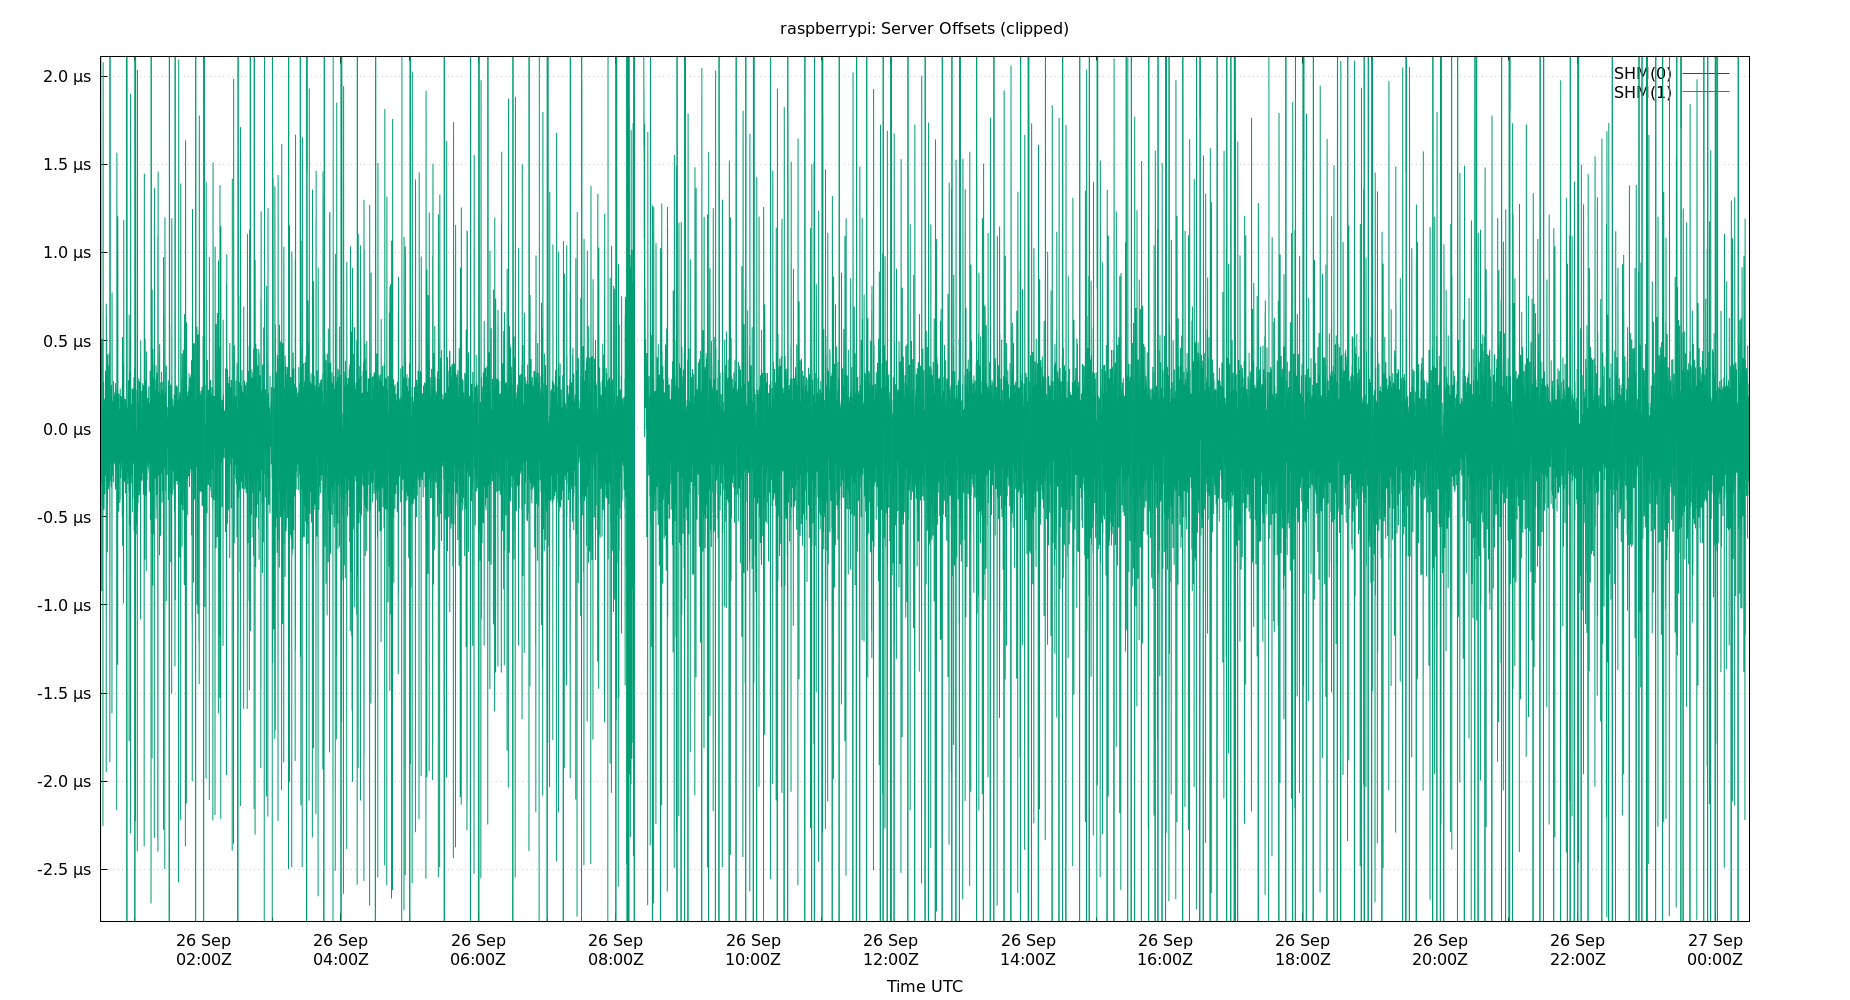 raspberrypi: Server Offsets (clipped)
SHM(0)
SHM(1)
2.0 µs
1.5 µs
1.0 µs
0.5 µs
0.0 µs
-0.5 µs
-1.0 µs
-1.5 µs
-2.0 µs
-2.5 µs
26 Sep 26 Sep 26 Sep 26 Sep 26 Sep 26 Sep 26 Sep 26 Sep 26 Sep 26 Sep 26 Sep 27 Sep
02:00Z 04:00Z 06:00Z 08:00Z 10:00Z 12:00Z 14:00Z 16:00Z 18:00Z 20:00Z 22:00Z 00:00Z
Time UTC